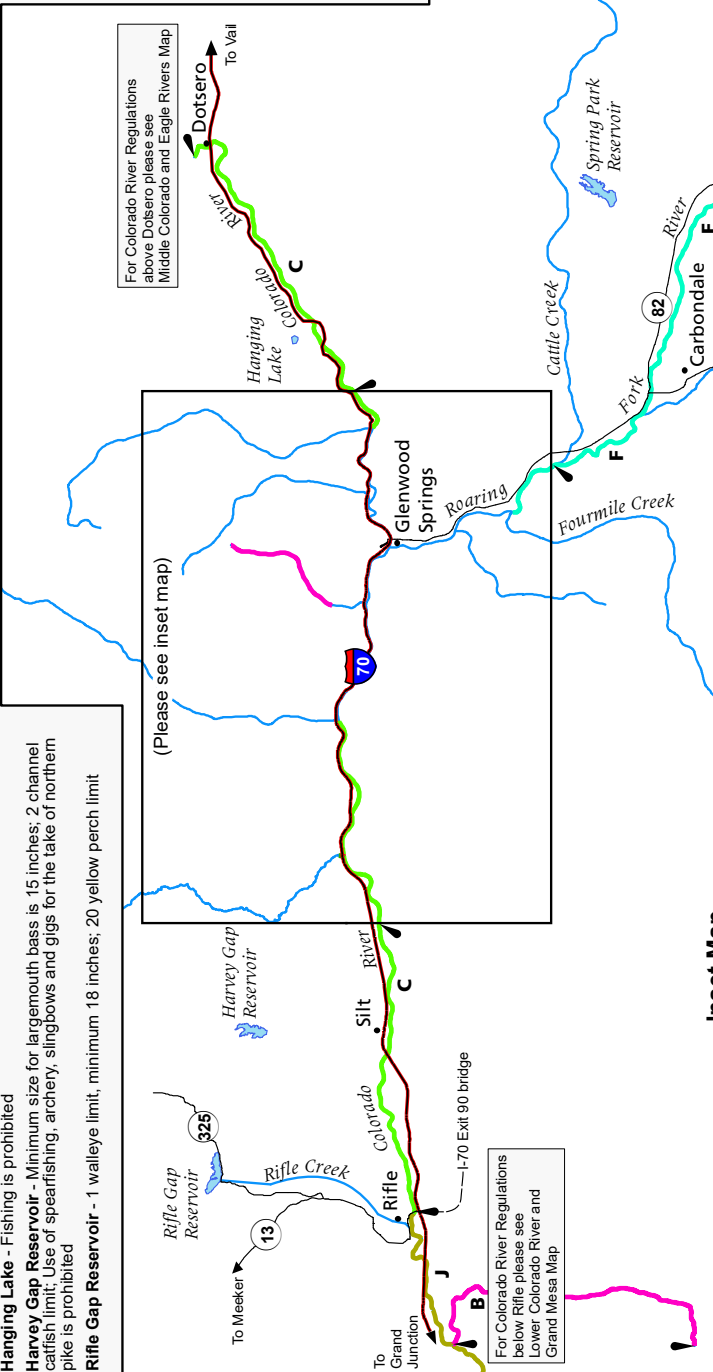 Hanging Lake - Fishing is prohibited
Harvey Gap Reservoir - Minimum size for largemouth bass is 15 inches; 2 channel
catfish limit; Use of spearfishing, archery, slingbows and gigs for the take of northern
pike is prohibited
Rifle Gap Reservoir - 1 walleye limit, minimum 18 inches; 20 yellow perch limit
For Colorado River Regulations
above Dotsero please see
Middle Colorado and Eagle Rivers Map
To Vail
Dotsero
River
Colorado
C
Hanging
Lake
Spring Park
Reservoir
Cattle Creek
River
82
Carbondale
Fork
F
Roaring
Fourmile Creek
Glenwood
Springs
(Please see inset map)
70
Harvey Gap
Reservoir
River
Silt
C
Colorado
325
Rifle Gap
Reservoir
Rifle Creek
Rifle
13
To Meeker
I-70 Exit 90 bridge
J
To
Grand
Junction
B
For Colorado River Regulations
below Rifle please see
Lower Colorado River and
Grand Mesa Map